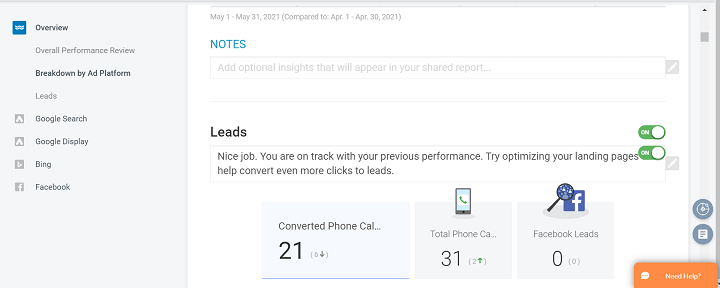 May 1 - May 31, 2021 (Compared to: Apr. 1 - Apr. 30, 2021)
Overview
Overall Performance Review
Breakdown by Ad Platform
Leads
Google Search
Google Display
Bing
Facebook
NOTES
Add optional insights that will appear in your shared report...
Leads
ON
ON
Nice job. You are on track with your previous performance. Try optimizing your landing pages
help convert even more clicks to leads.
Converted Phone Cal...
21 (6↓)
Total Phone Ca...
31 (2↑)
Facebook Leads
0 (0)
Need Help?